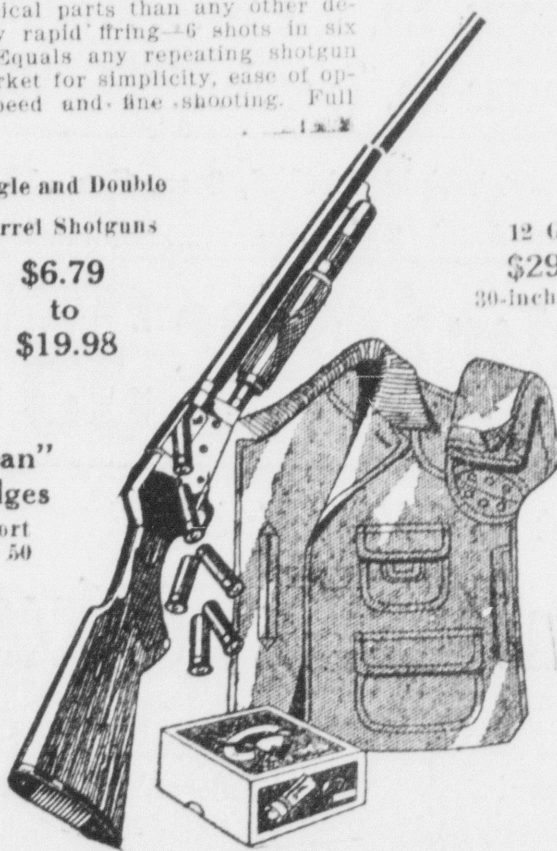 ical parts than any other de-
rapid firing—6 shots in six
Equals any repeating shotgun
rket for simplicity, ease of op-
eed and fine shooting. Full
gle and Double
rrel Shotguns
$6.79
to
$19.98
12 G
$29
30-inch
an”
lges
ort
50